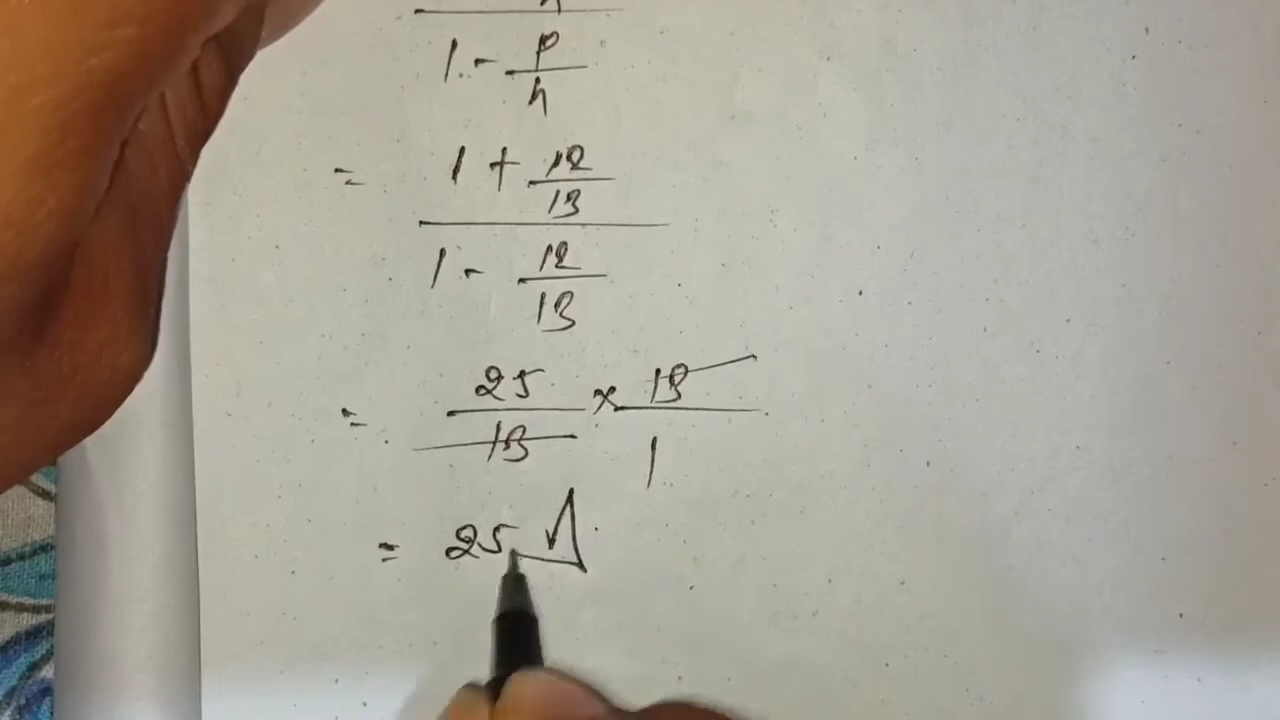 1 - p/h
= (1 + 12/13) / (1 - 12/13)
= 25/13 × 13/1
= 25